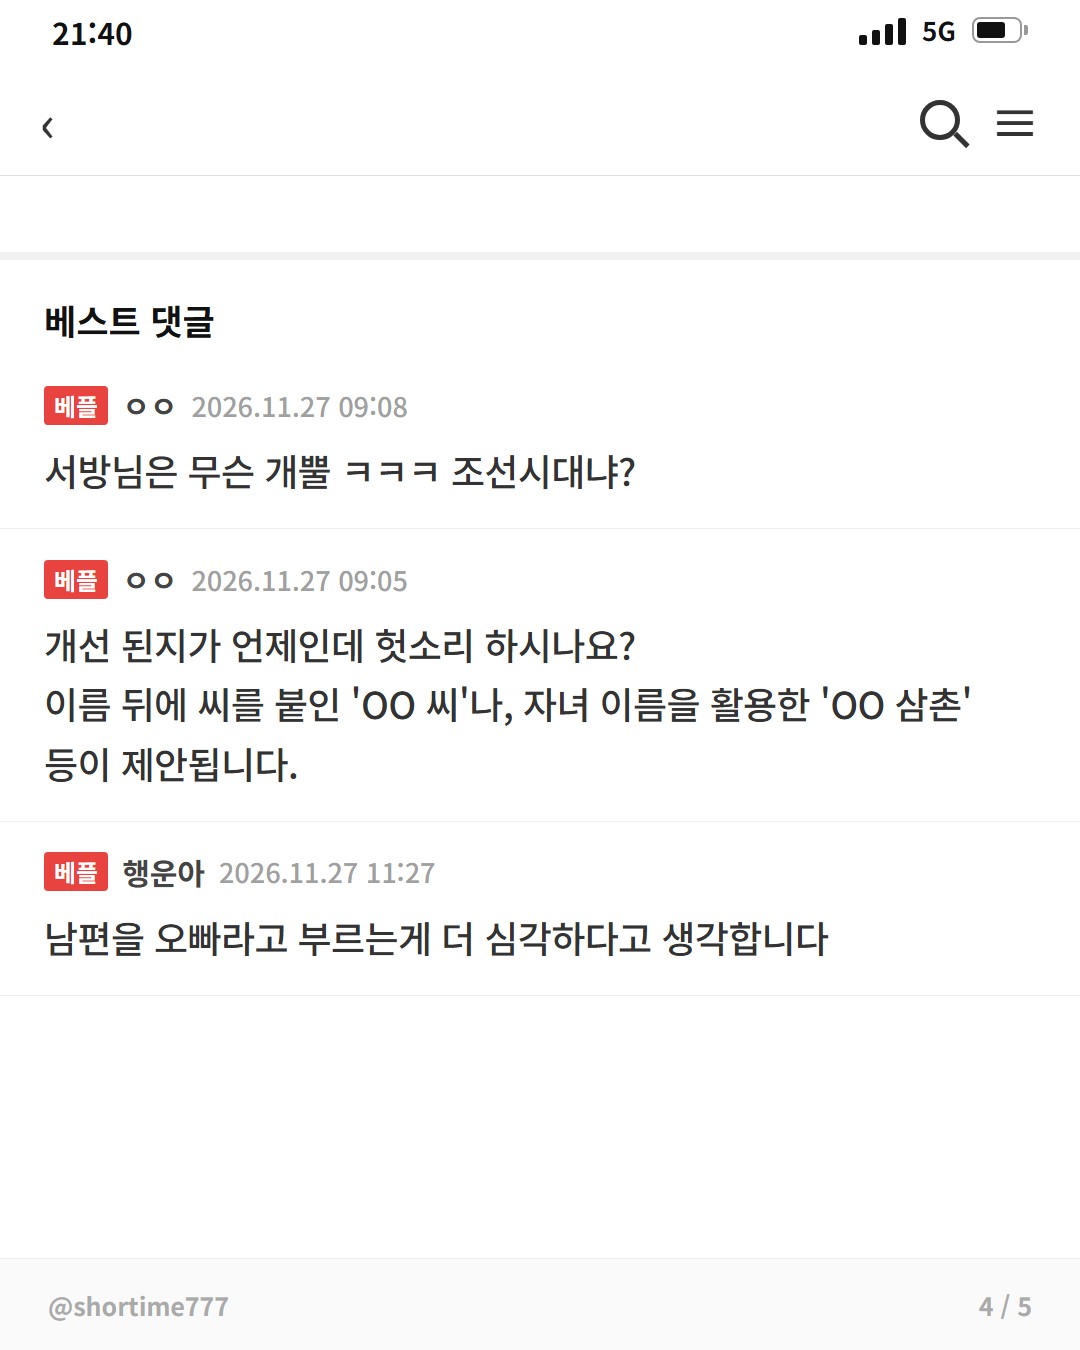 21:40
5G
베스트 댓글
베플 ㅇㅇ 2026.11.27 09:08
서방님은 무슨 개뿔 ㅋㅋㅋ 조선시대냐?
베플 ㅇㅇ 2026.11.27 09:05
개선 된지가 언제인데 헛소리 하시나요?
이름 뒤에 씨를 붙인 'OO 씨'나, 자녀 이름을 활용한 'OO 삼촌'
등이 제안됩니다.
베플 행운아 2026.11.27 11:27
남편을 오빠라고 부르는게 더 심각하다고 생각합니다
@shortime777
4 / 5